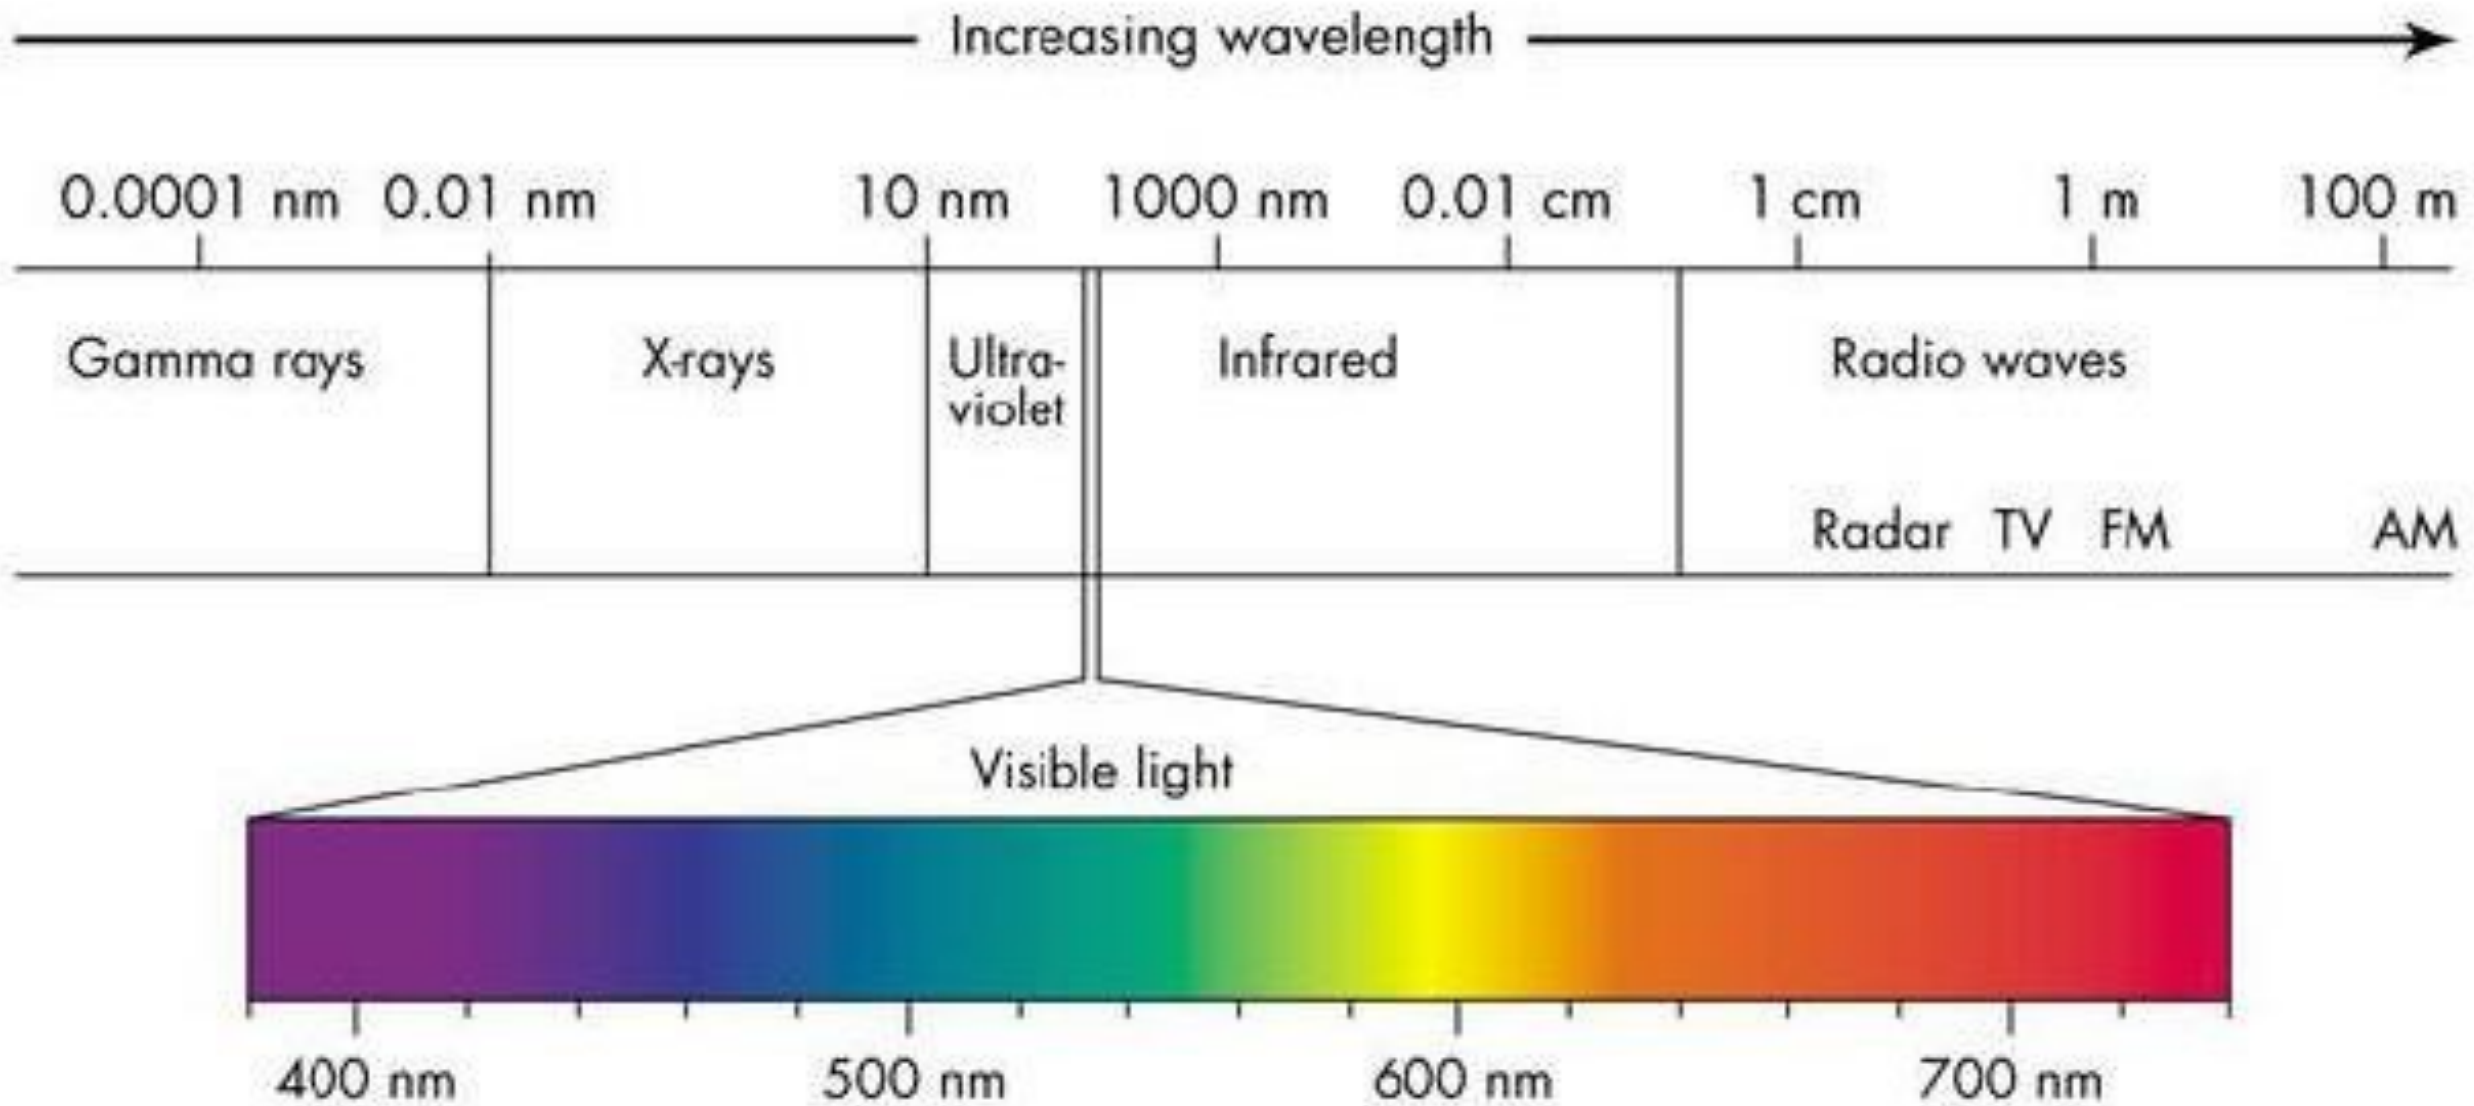 Increasing wavelength
0.0001 nm 0.01 nm 10 nm 1000 nm 0.01 cm 1 cm 1 m 100 m
Gamma rays X-rays Ultra- Infrared Radio waves
violet
Radar TV FM AM
Visible light
400 nm 500 nm 600 nm 700 nm